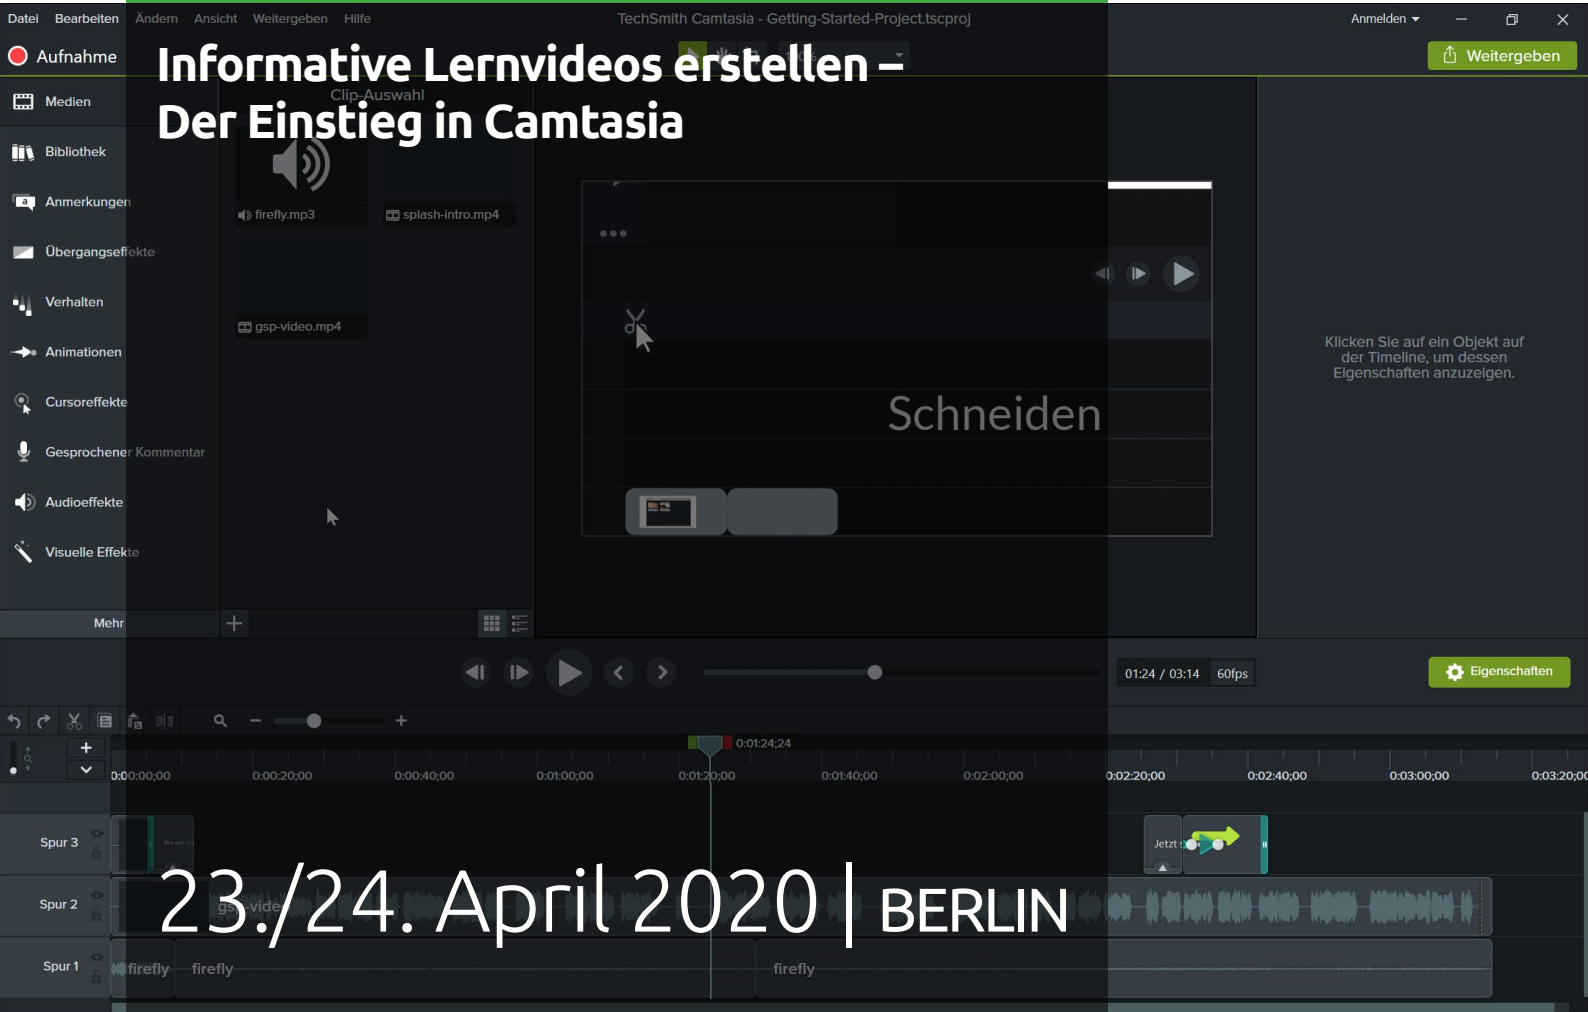 Datei Bearbeiten Ändern Ansicht Weitergeben Hilfe
TechSmith Camtasia - Getting-Started-Project.tscproj
Anmelden
Aufnahme
Weitergeben
Informative Lernvideos erstellen –
Der Einstieg in Camtasia
Medien
Clip-Auswahl
Bibliothek
Anmerkungen
Übergangseffekte
Verhalten
Animationen
Cursoreffekte
Gesprochener Kommentar
Audioeffekte
Visuelle Effekte
Mehr
firefly.mp3
splash-intro.mp4
gsp-video.mp4
Schneiden
Klicken Sie auf ein Objekt auf
der Timeline, um dessen
Eigenschaften anzuzeigen.
01:24 / 03:14 60fps
Eigenschaften
0:01:24;24
0:00:00;00 0:00:20;00 0:00:40;00 0:01:00;00 0:01:20;00 0:01:40;00 0:02:00;00 0:02:20;00 0:02:40;00 0:03:00;00 0:03:20;00
Spur 3
Jetzt
Spur 2
gsp-video
23./24. April 2020 | BERLIN
Spur 1
firefly firefly firefly